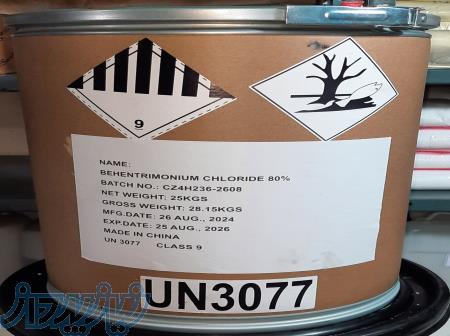 9
NAME:
BEHENTRIMONIUM CHLORIDE 80%
BATCH NO.: CZ4H236-2608
NET WEIGHT: 25KGS
GROSS WEIGHT: 28.15KGS
MFG.DATE: 26 AUG., 2024
EXP.DATE: 25 AUG., 2026
MADE IN CHINA
UN 3077 CLASS 9
UN3077
نیازپرداز